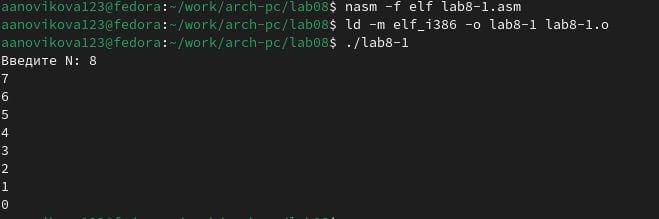 aanovikova123@fedora:~/work/arch-pc/lab08$ nasm -f elf lab8-1.asm
aanovikova123@fedora:~/work/arch-pc/lab08$ ld -m elf_i386 -o lab8-1 lab8-1.o
aanovikova123@fedora:~/work/arch-pc/lab08$ ./lab8-1
Введите N: 8
7
6
5
4
3
2
1
0